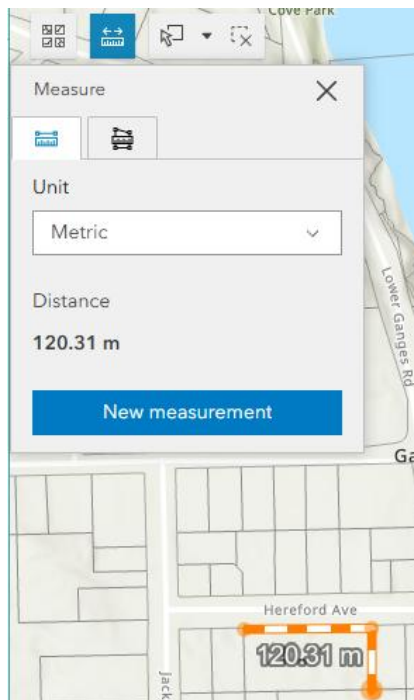 Cove Park
Measure
Unit
Metric
Distance
120.31 m
New measurement
Lower Ganges Rd
Ga
Hereford Ave
120.31 m
Jack